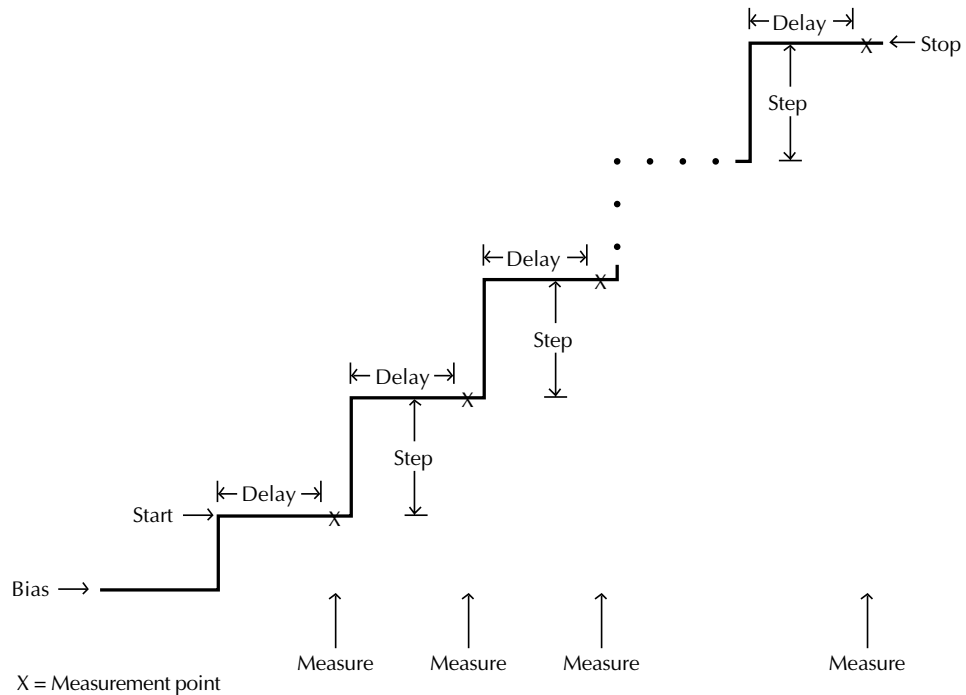 Delay
Stop
Step
Delay
Step
Delay
Step
Delay
Start
Bias
Measure Measure Measure Measure
X = Measurement point
X
X
X
X